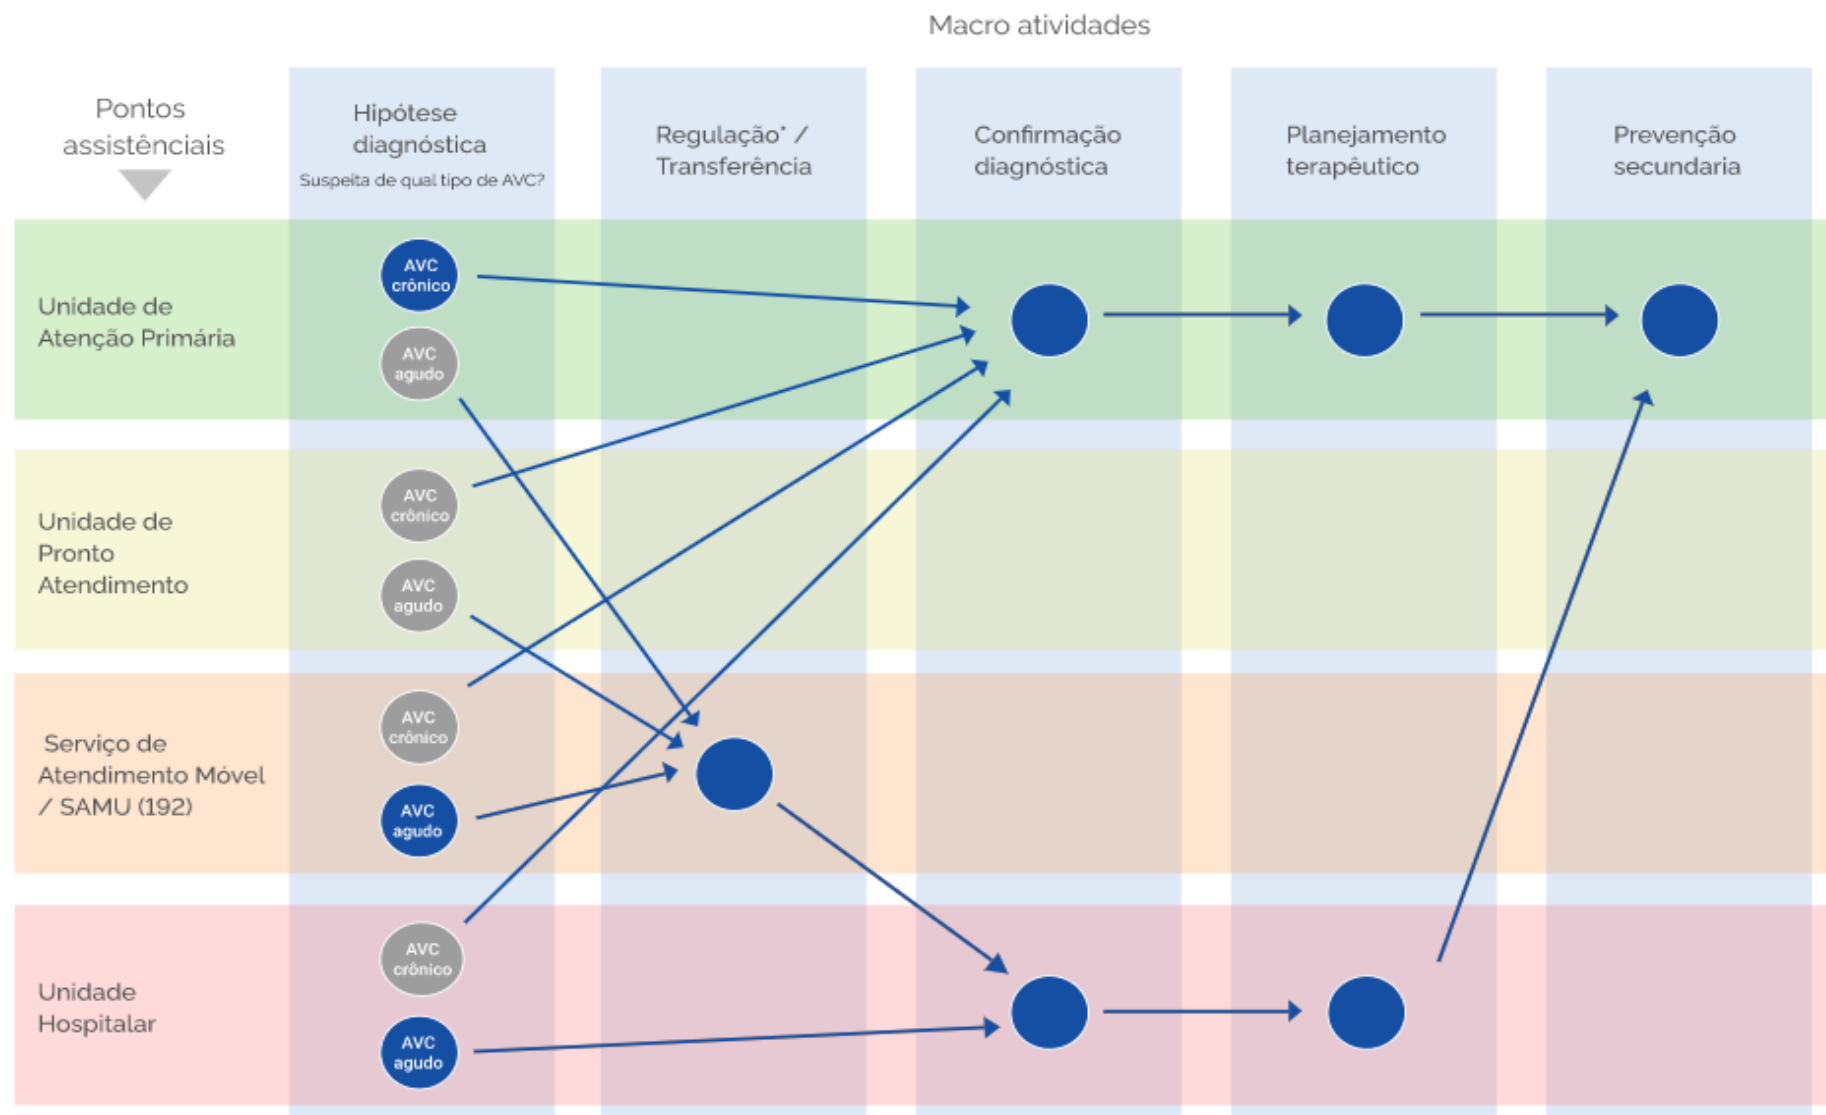 Macro atividades
Pontos
assistênciais
Hipótese
diagnóstica
Suspeita de qual tipo de AVC?
Regulação* /
Transferência
Confirmação
diagnóstica
Planejamento
terapêutico
Prevenção
secundaria
Unidade de
Atenção Primária
AVC
crônico
AVC
agudo
Unidade de
Pronto
Atendimento
AVC
crônico
AVC
agudo
Serviço de
Atendimento Móvel
/ SAMU (192)
AVC
crônico
AVC
agudo
Unidade
Hospitalar
AVC
crônico
AVC
agudo